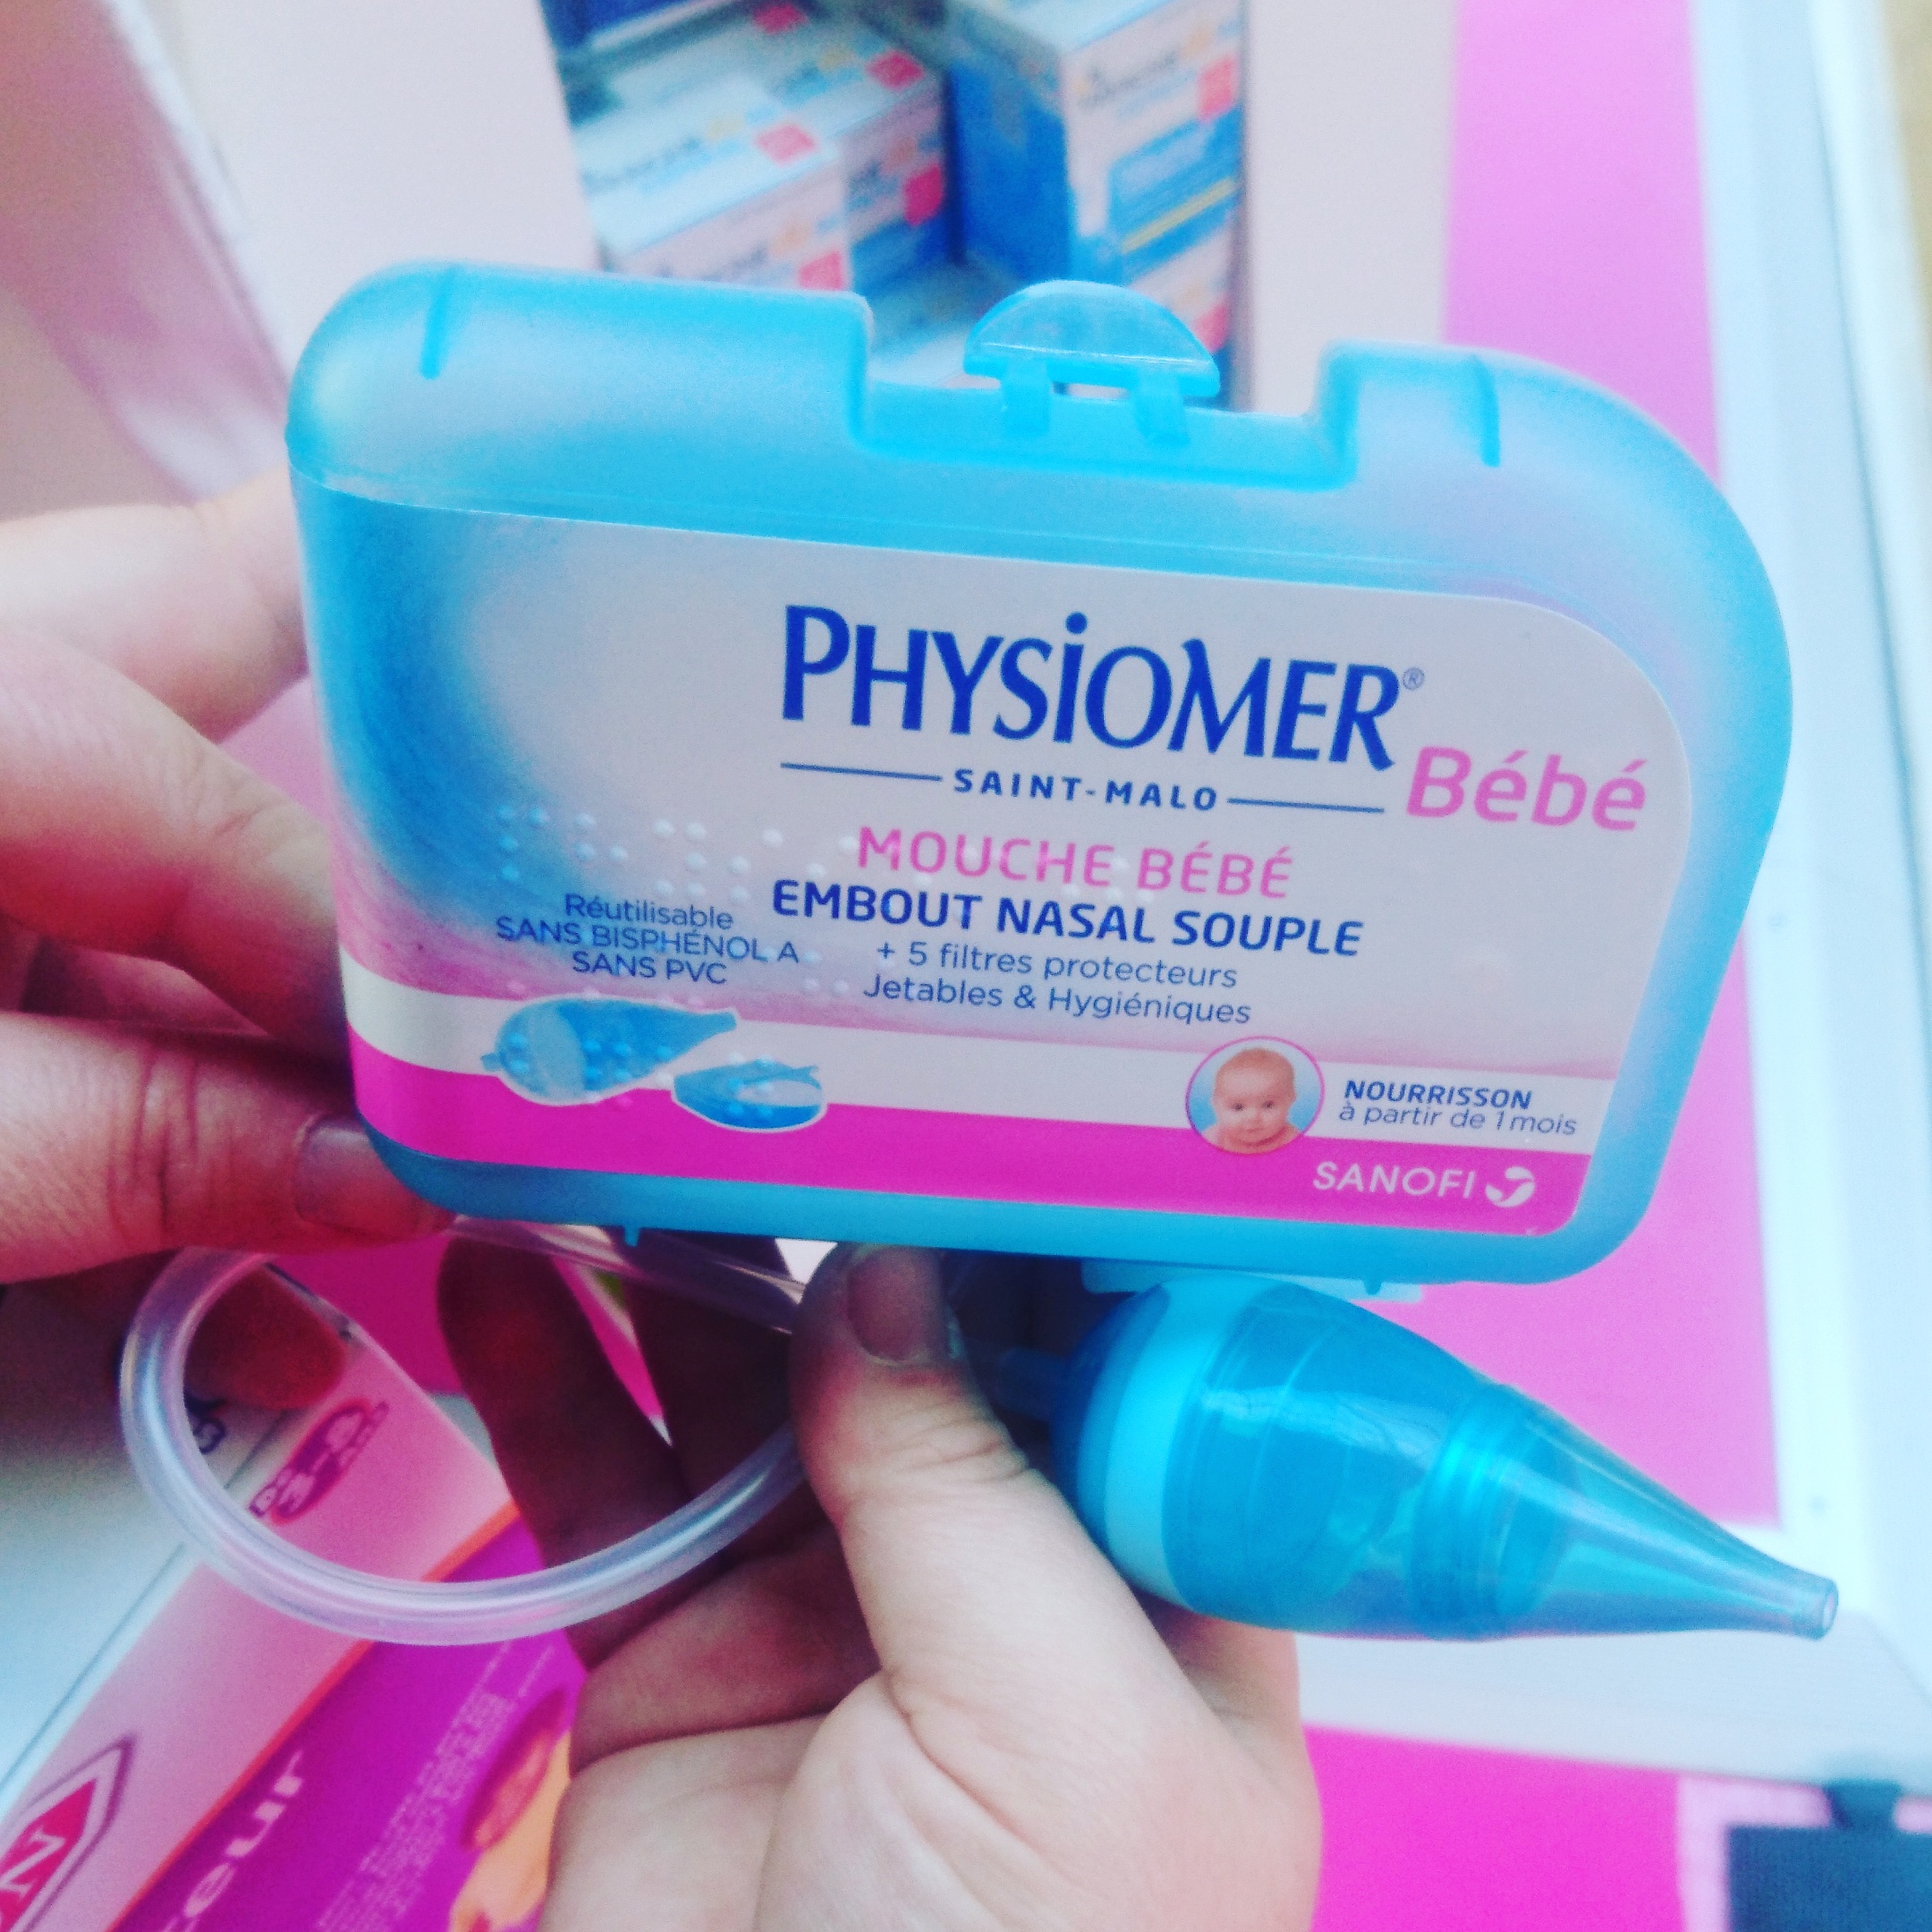 PHYSIOMER®
Bébé
SAINT-MALO
MOUCHE BÉBÉ
EMBOUT NASAL SOUPLE
+ 5 filtres protecteurs
Jetables & Hygiéniques
Réutilisable
SANS BISPHÉNOL A
SANS PVC
NOURRISSON
à partir de 1 mois
SANOFI